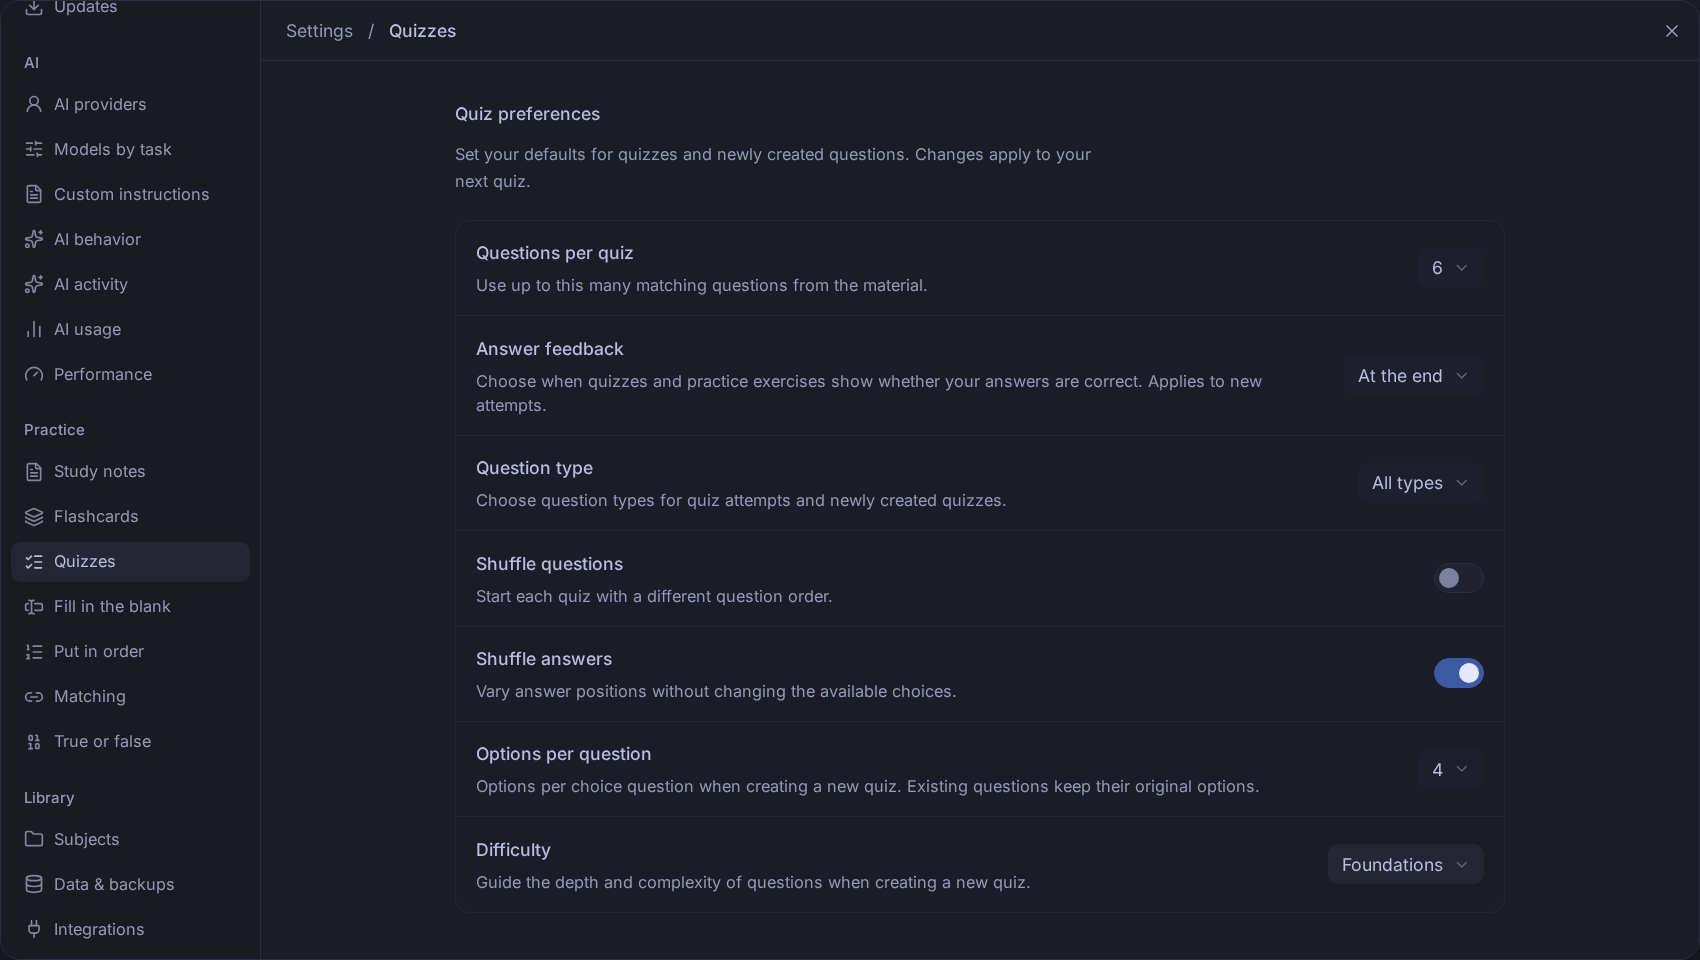 Updates
AI
AI providers
Models by task
Custom instructions
AI behavior
AI activity
AI usage
Performance
Practice
Study notes
Flashcards
Quizzes
Fill in the blank
Put in order
Matching
True or false
Library
Subjects
Data & backups
Integrations
Settings / Quizzes
Quiz preferences
Set your defaults for quizzes and newly created questions. Changes apply to your
next quiz.
Questions per quiz
Use up to this many matching questions from the material.
6
Answer feedback
Choose when quizzes and practice exercises show whether your answers are correct. Applies to new
attempts.
At the end
Question type
Choose question types for quiz attempts and newly created quizzes.
All types
Shuffle questions
Start each quiz with a different question order.
Shuffle answers
Vary answer positions without changing the available choices.
Options per question
Options per choice question when creating a new quiz. Existing questions keep their original options.
4
Difficulty
Guide the depth and complexity of questions when creating a new quiz.
Foundations